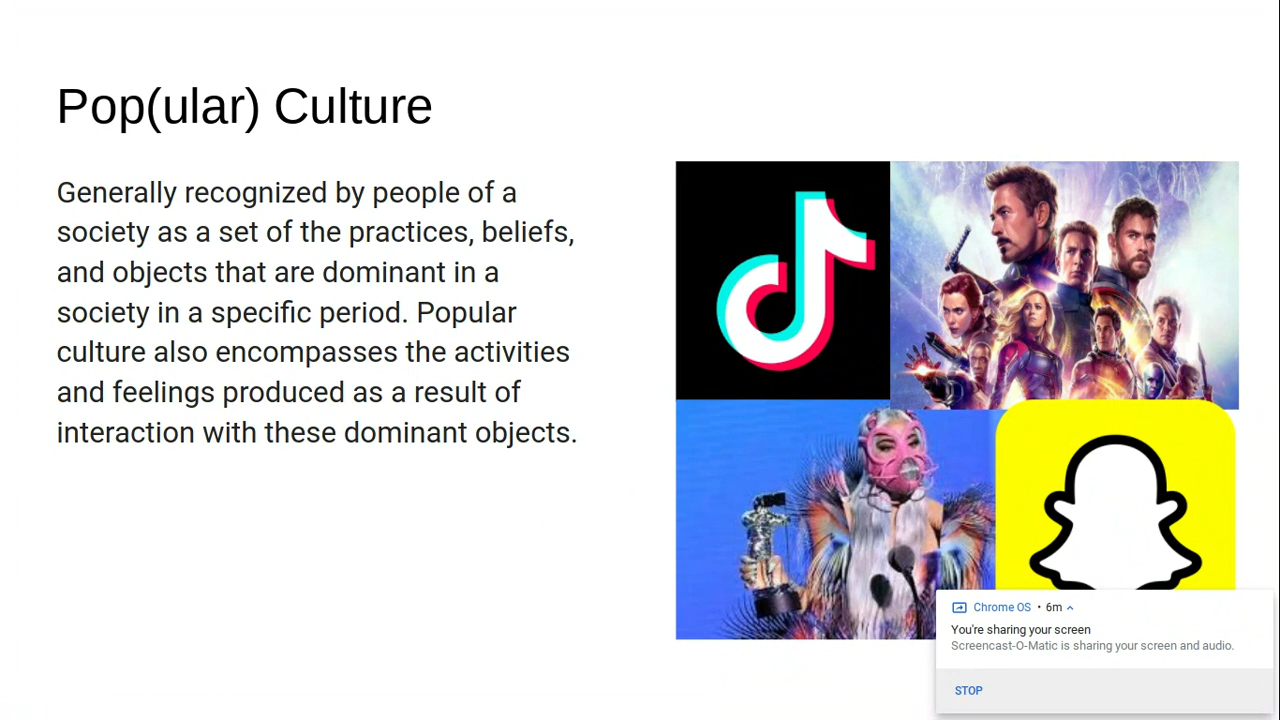 Pop(ular) Culture
Generally recognized by people of a
society as a set of the practices, beliefs,
and objects that are dominant in a
society in a specific period. Popular
culture also encompasses the activities
and feelings produced as a result of
interaction with these dominant objects.
Chrome OS • 6m
You're sharing your screen
Screencast-O-Matic is sharing your screen and audio.
STOP